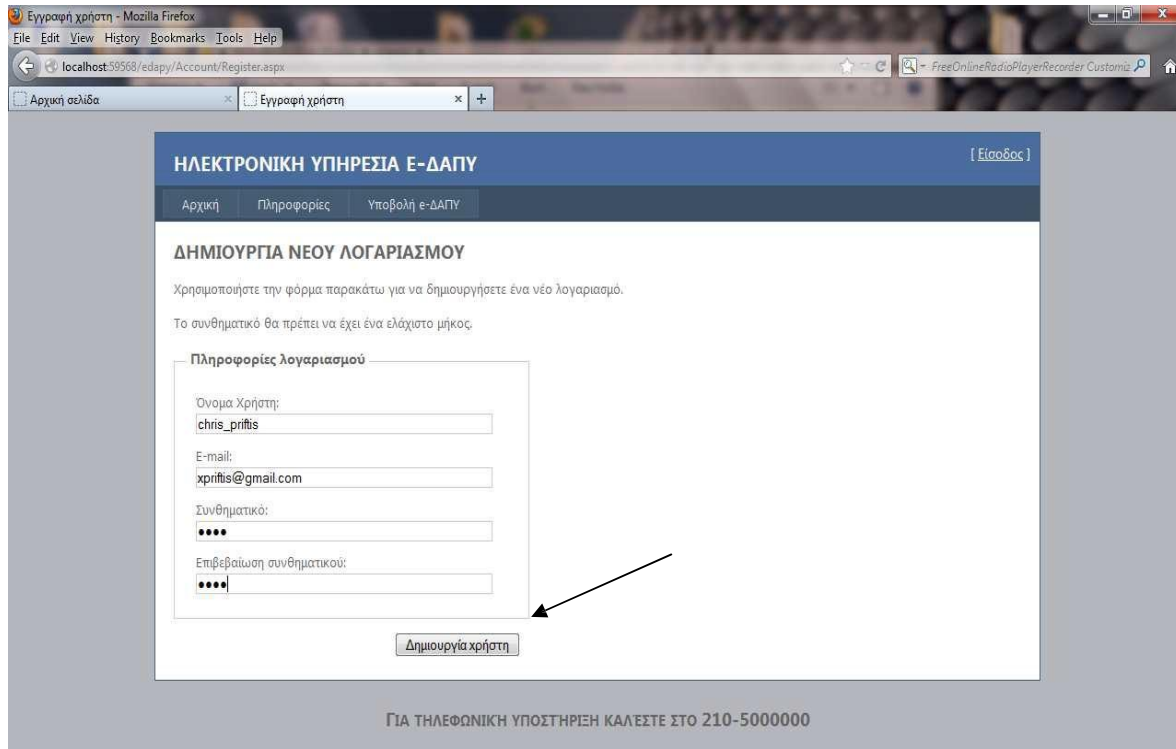 Εγγραφή χρήστη - Mozilla Firefox
File Edit View History Bookmarks Tools Help
localhost:59568/edapy/Account/Register.aspx
FreeOnlineRadioPlayerRecorder Customiz
Αρχική σελίδα
Εγγραφή χρήστη
ΗΛΕΚΤΡΟΝΙΚΗ ΥΠΗΡΕΣΙΑ Ε-ΔΑΠΥ
[ Είσοδος ]
Αρχική Πληροφορίες Υποβολή e-ΔΑΠΥ
ΔΗΜΙΟΥΡΓΙΑ ΝΕΟΥ ΛΟΓΑΡΙΑΣΜΟΥ
Χρησιμοποιήστε την φόρμα παρακάτω για να δημιουργήσετε ένα νέο λογαριασμό.
Το συνθηματικό θα πρέπει να έχει ένα ελάχιστο μήκος.
Πληροφορίες λογαριασμού
Όνομα Χρήστη:
chris_priftis
E-mail:
xpriftis@gmail.com
Συνθηματικό:
••••
Επιβεβαίωση συνθηματικού:
••••
Δημιουργία χρήστη
ΓΙΑ ΤΗΛΕΦΩΝΙΚΉ ΥΠΟΣΤΉΡΙΞΗ ΚΑΛΈΣΤΕ ΣΤΟ 210-5000000